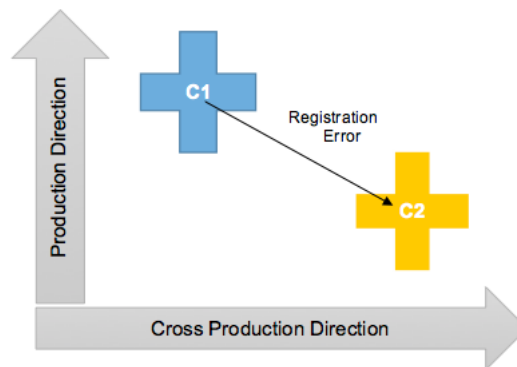 C1
Registration
Error
C2
Production Direction
Cross Production Direction